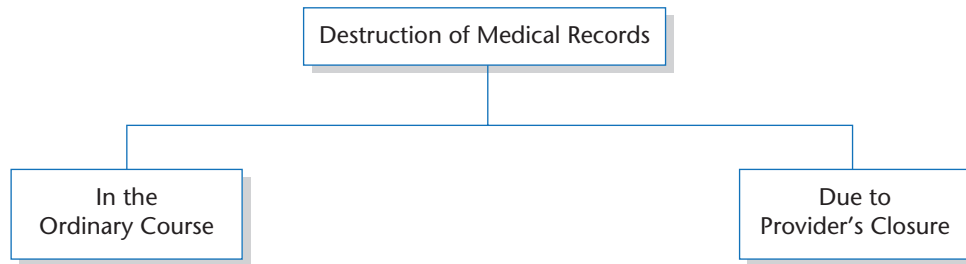 Destruction of Medical Records
In the
Ordinary Course
Due to
Provider’s Closure